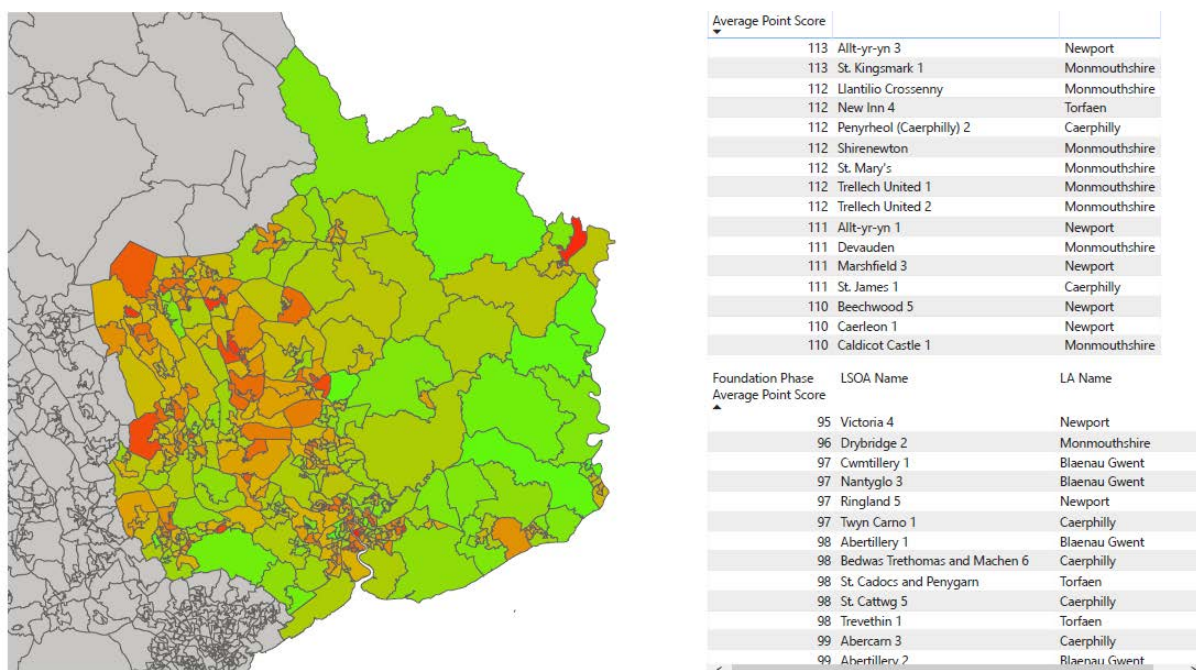 Average Point Score
113 Allt-yr-yn 3 Newport
113 St. Kingsmark 1 Monmouthshire
112 Llantilio Crossenny Monmouthshire
112 New Inn 4 Torfaen
112 Penyrheol (Caerphilly) 2 Caerphilly
112 Shirenewton Monmouthshire
112 St. Mary's Monmouthshire
112 Trellech United 1 Monmouthshire
112 Trellech United 2 Monmouthshire
111 Allt-yr-yn 1 Newport
111 Devauden Monmouthshire
111 Marshfield 3 Newport
111 St. James 1 Caerphilly
110 Beechwood 5 Newport
110 Caerleon 1 Newport
110 Caldicot Castle 1 Monmouthshire
Foundation Phase LSOA Name LA Name
Average Point Score
95 Victoria 4 Newport
96 Drybridge 2 Monmouthshire
97 Cwmtillery 1 Blaenau Gwent
97 Nantyglo 3 Blaenau Gwent
97 Ringland 5 Newport
97 Twyn Carno 1 Caerphilly
98 Abertillery 1 Blaenau Gwent
98 Bedwas Trethomas and Machen 6 Caerphilly
98 St. Cadocs and Penygarn Torfaen
98 St. Cattwg 5 Caerphilly
98 Trevethin 1 Torfaen
99 Abercarn 3 Caerphilly
99 Abertillery 2 Blaenau Gwent